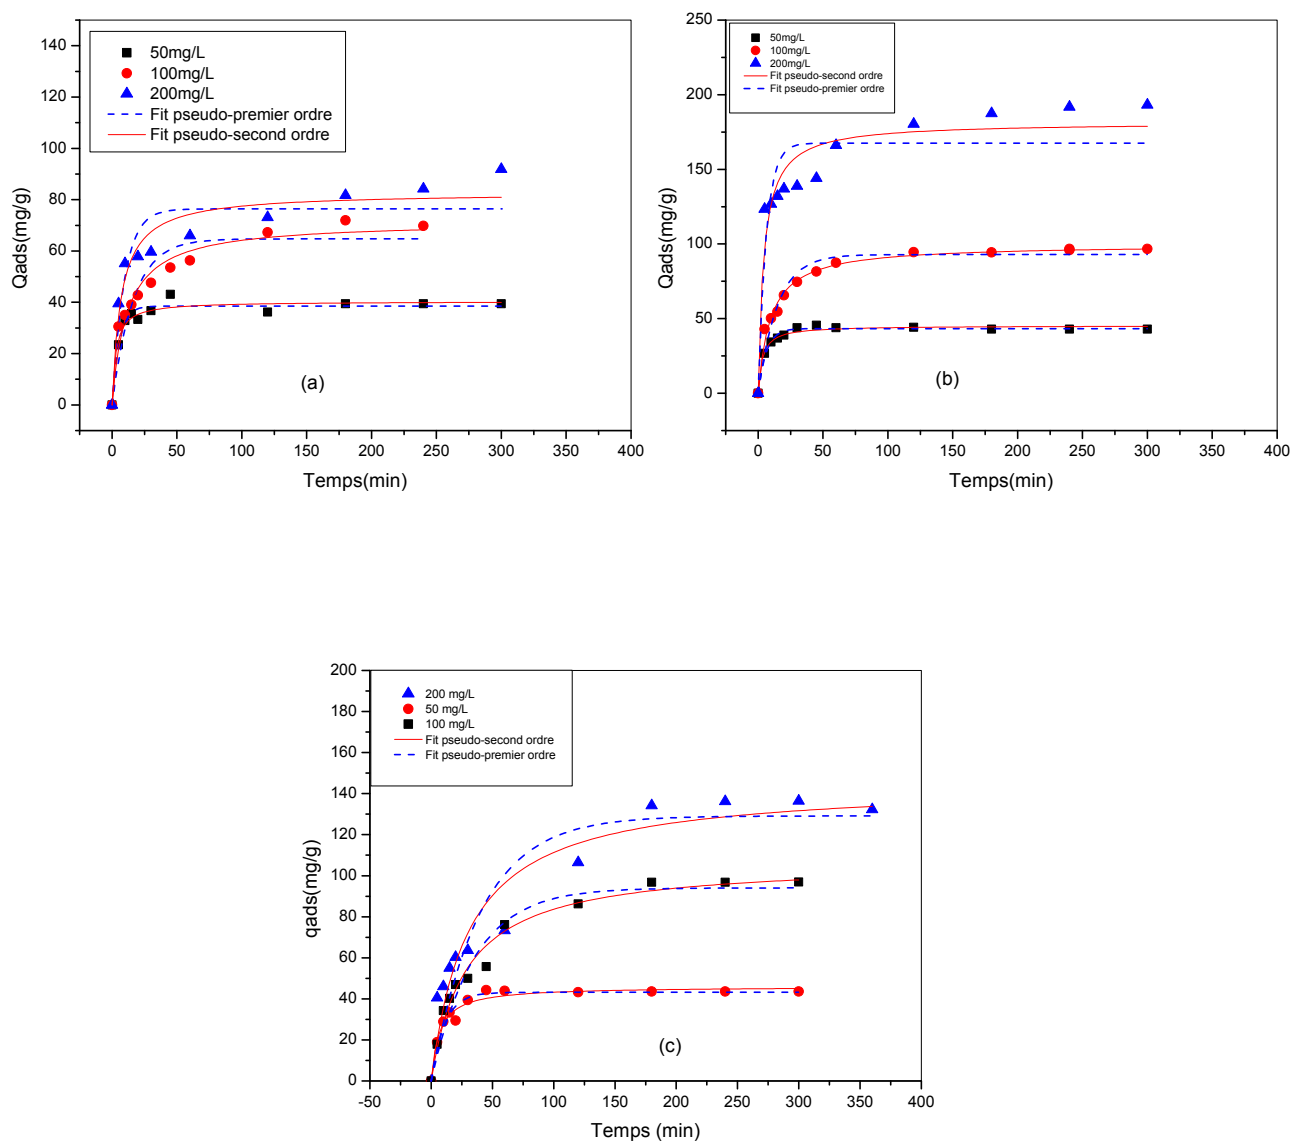 150
140
120
100
80
60
40
20
0
Qads(mg/g)
50mg/L
100mg/L
200mg/L
Fit pseudo-premier ordre
Fit pseudo-second ordre
(a)
0 50 100 150 200 250 300 350 400
Temps(min)
250
200
150
100
50
0
Qads(mg/g)
50mg/L
100mg/L
200mg/L
Fit pseudo-second ordre
Fit pseudo-premier ordre
(b)
0 50 100 150 200 250 300 350 400
Temps(min)
200
180
160
140
120
100
80
60
40
20
0
qads(mg/g)
200 mg/L
50 mg/L
100 mg/L
Fit pseudo-second ordre
Fit pseudo-premier ordre
(c)
-50 0 50 100 150 200 250 300 350 400
Temps (min)